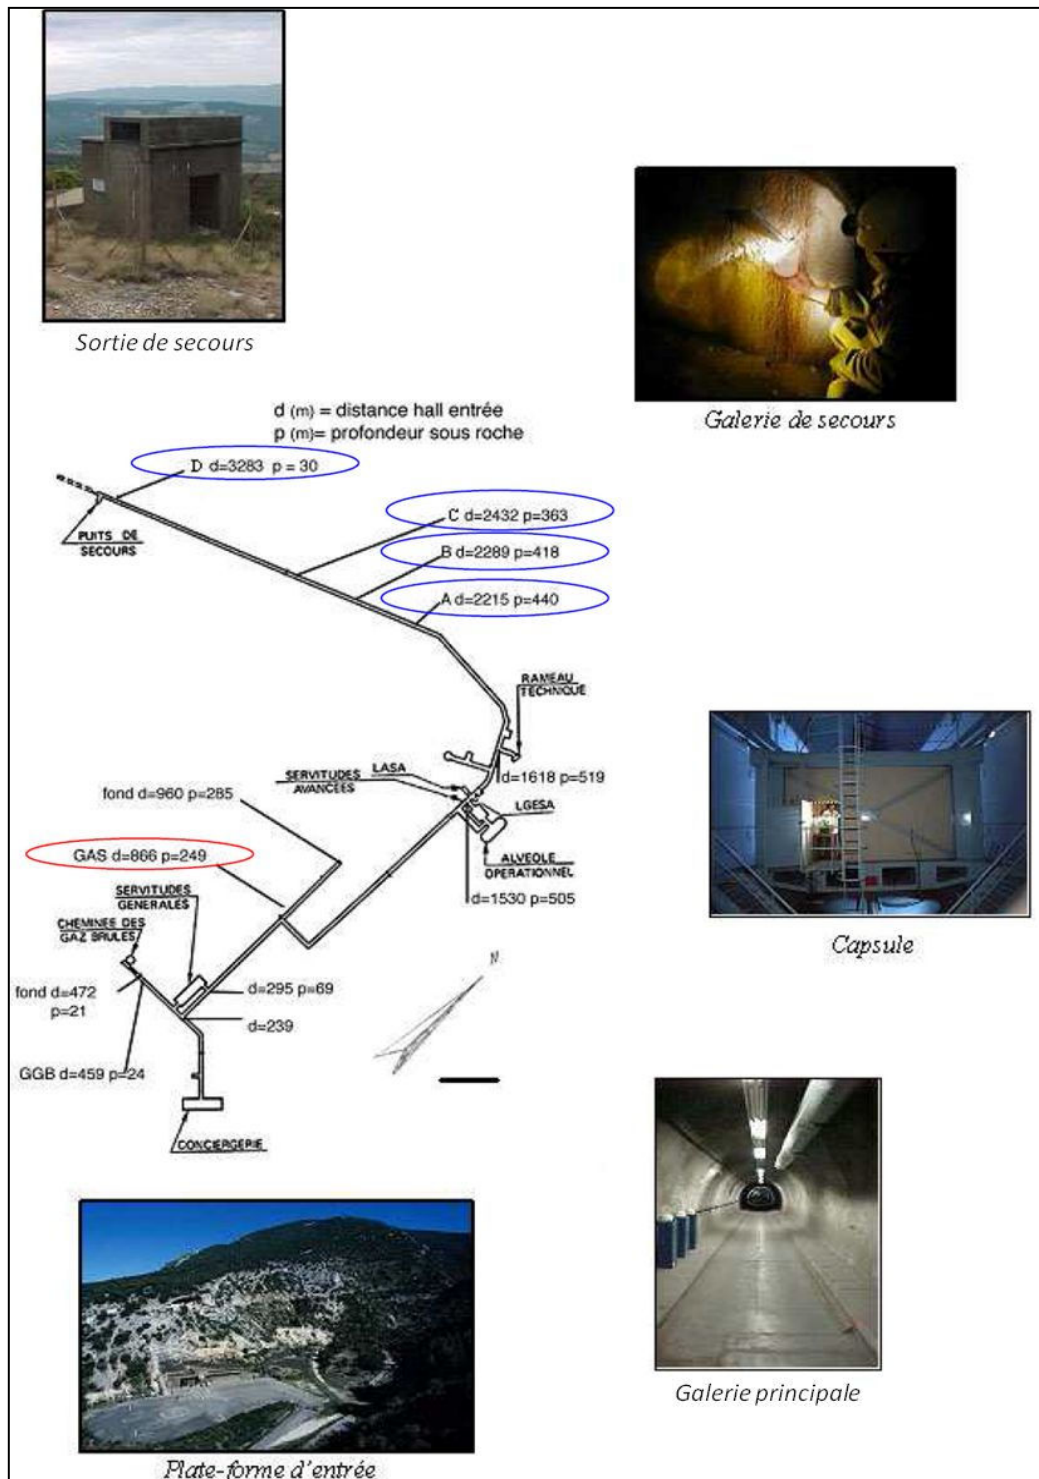 Sortie de secours
Galerie de secours
d (m) = distance hall entrée
p (m)= profondeur sous roche
D d=3283 p = 30
C d=2432 p=363
PUITS DE
SECOURS
B d=2289 p=418
A d=2215 p=440
RAMEAU
TECHNIQUE
LASA
SERVITUDES
AVANCÉES
d=1618 p=519
fond d=960 p=285
LGESA
GAS d=866 p=249
ALVEOLE
OPERATIONNEL
SERVITUDES
GENERALES
d=1530 p=505
CHEMINEE DES
GAZ BRULES
Capsule
N
fond d=472
p=21
d=295 p=69
d=239
GGB d=459 p=24
CONCIERGERIE
Galerie principale
Plate-forme d'entrée